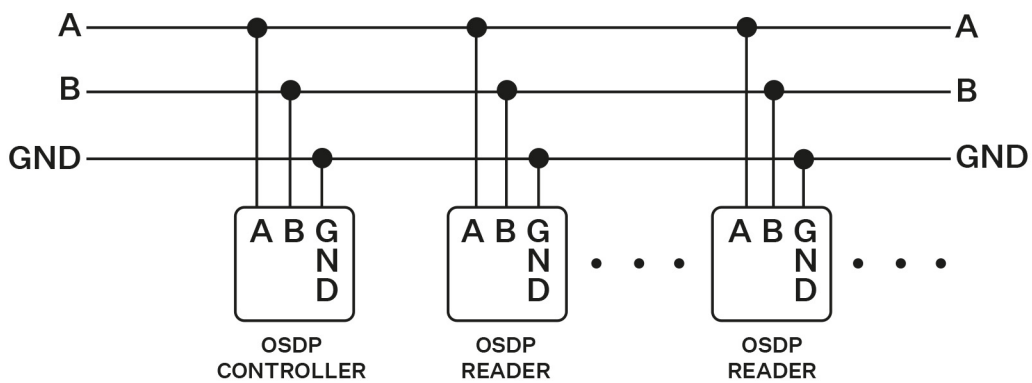 A A
B B
GND GND
A B G A B G A B G
N N N
D D D
OSDP OSDP OSDP
CONTROLLER READER READER